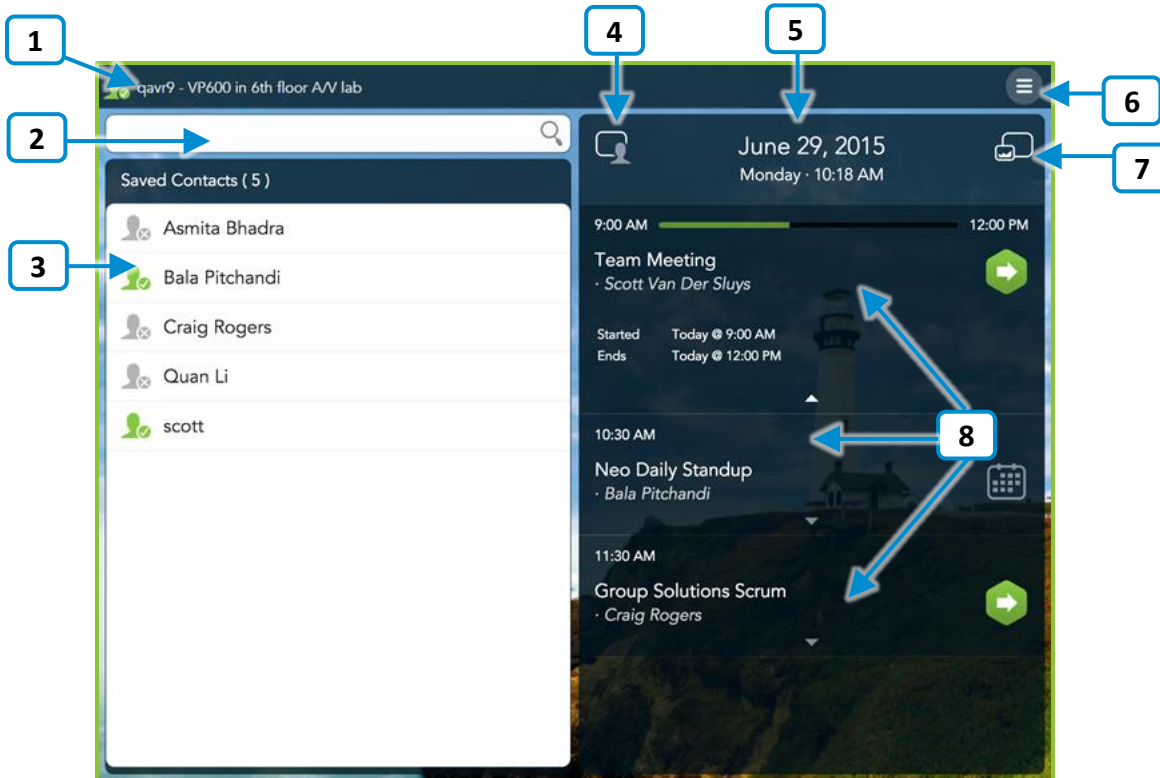 1
4
5
qavr9 - VP600 in 6th floor A/V lab
6
2
7
June 29, 2015
Monday · 10:18 AM
Saved Contacts ( 5 )
Asmita Bhadra
3
Bala Pitchandi
Craig Rogers
Quan Li
scott
9:00 AM
12:00 PM
Team Meeting
· Scott Van Der Sluys
Started Today @ 9:00 AM
Ends Today @ 12:00 PM
8
10:30 AM
Neo Daily Standup
· Bala Pitchandi
11:30 AM
Group Solutions Scrum
· Craig Rogers